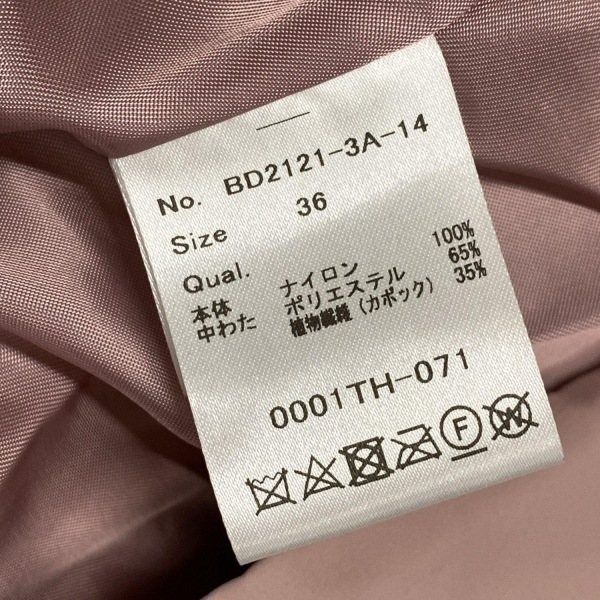 No. BD2121-3A-14
Size 36
Qual.
本体 ナイロン 100%
中わた ポリエステル 65%
植物繊維(カポック) 35%
0001TH-071
F W